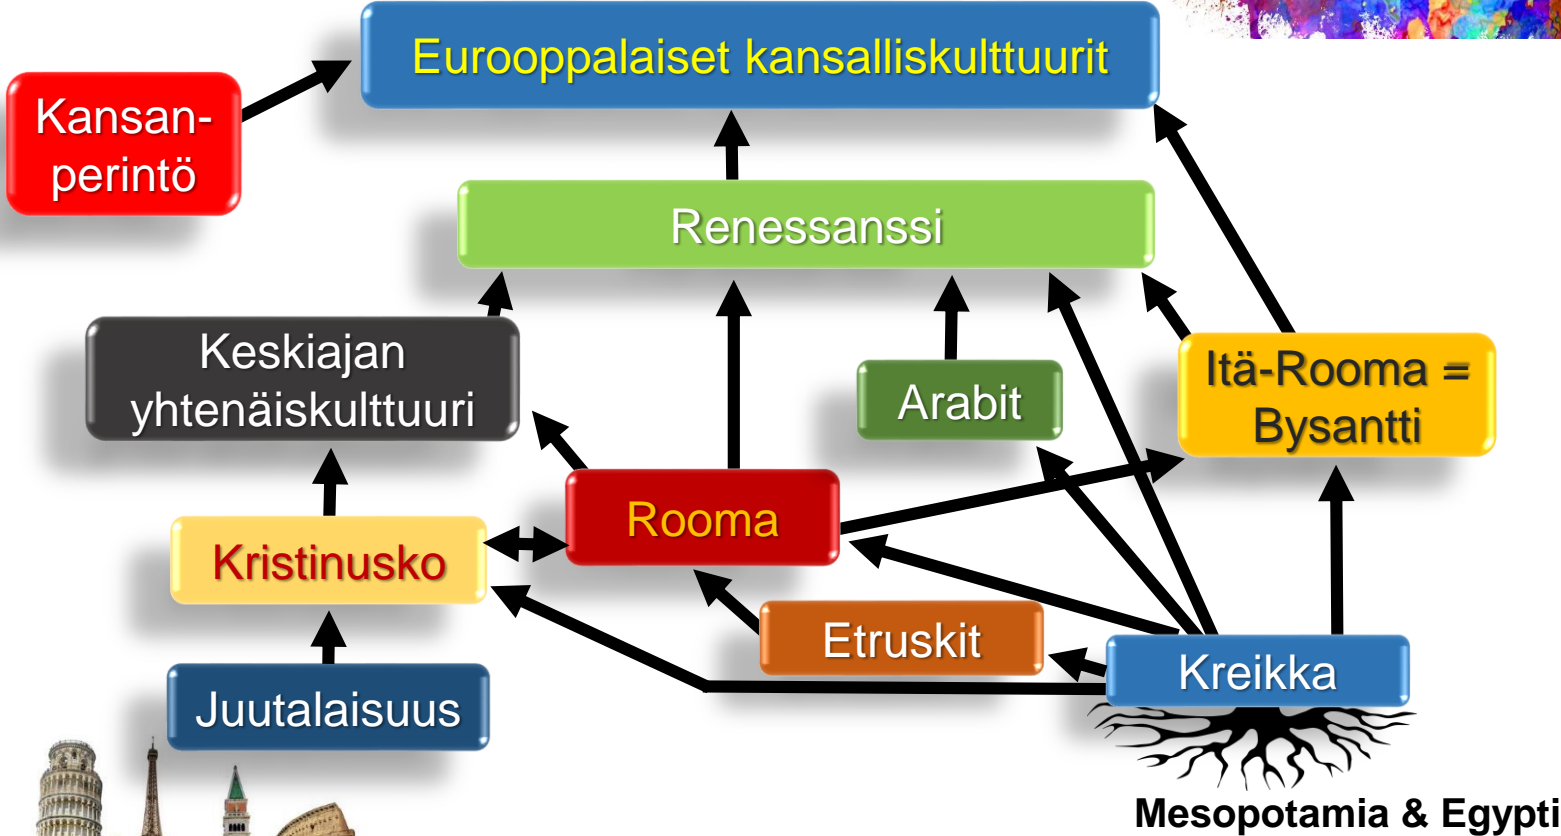 Eurooppalaiset kansalliskulttuurit
Kansan-
perintö
Renessanssi
Keskiajan
yhtenäiskulttuuri
Arabit
Itä-Rooma =
Bysantti
Rooma
Kristinusko
Etruskit
Kreikka
Juutalaisuus
Mesopotamia & Egypti